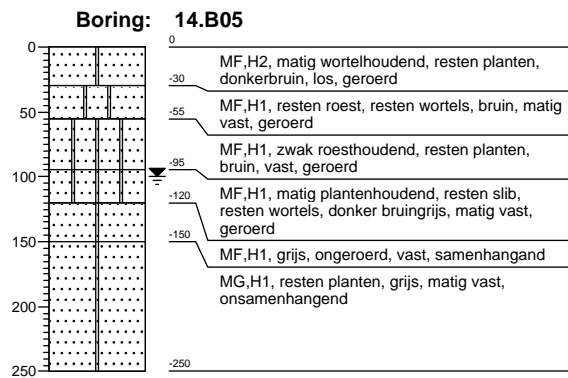 Boring: 14.B05
0
50
100
150
200
250
0
-30
-55
-95
-120
-150
-250
MF,H2, matig wortelhoudend, resten planten,
donkerbruin, los, geroerd
MF,H1, resten roest, resten wortels, bruin, matig
vast, geroerd
MF,H1, zwak roesthoudend, resten planten,
bruin, vast, geroerd
MF,H1, matig plantenhoudend, resten slib,
resten wortels, donker bruingrijs, matig vast,
geroerd
MF,H1, grijs, ongeroerd, vast, samenhangand
MG,H1, resten planten, grijs, matig vast,
onsamenhangend